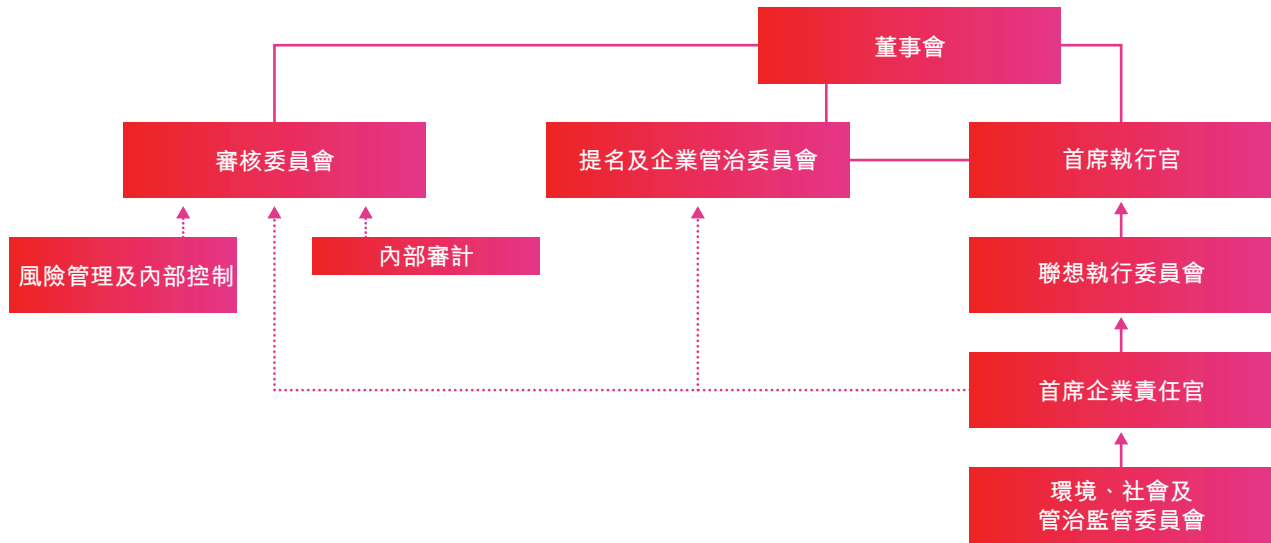 董事會
審核委員會
提名及企業管治委員會
首席執行官
風險管理及內部控制
內部審計
聯想執行委員會
首席企業責任官
環境、社會及
管治監管委員會